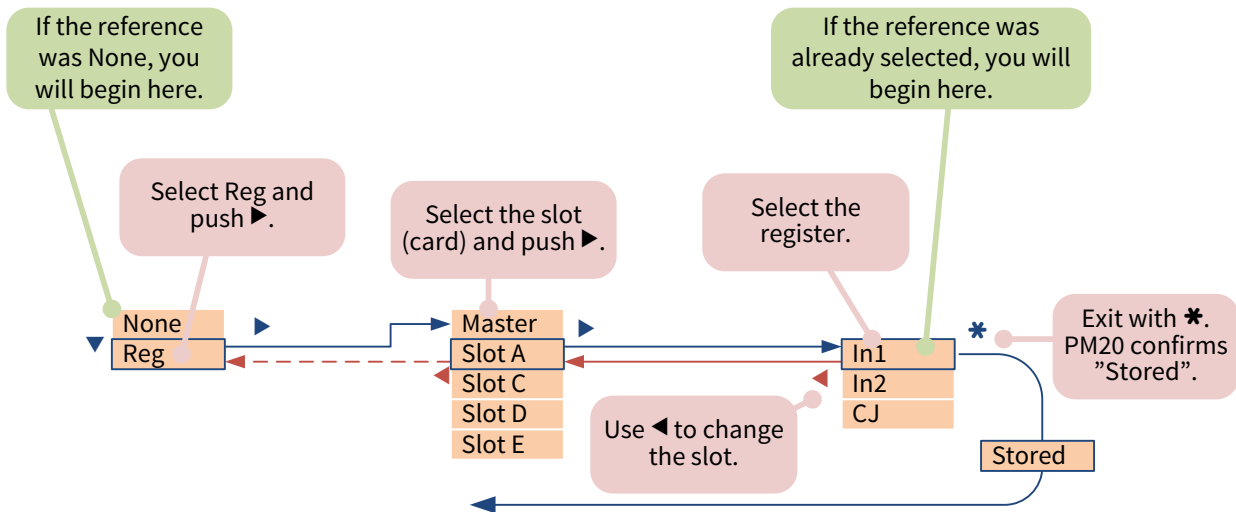 If the reference
was None, you
will begin here.
If the reference was
already selected, you will
begin here.
Select Reg and
push ►.
Select the slot
(card) and push ►.
Select the
register.
None
Reg
Master
Slot A
Slot C
Slot D
Slot E
In1
In2
CJ
*
Exit with *.
PM20 confirms
”Stored”.
Use ◄ to change
the slot.
Stored